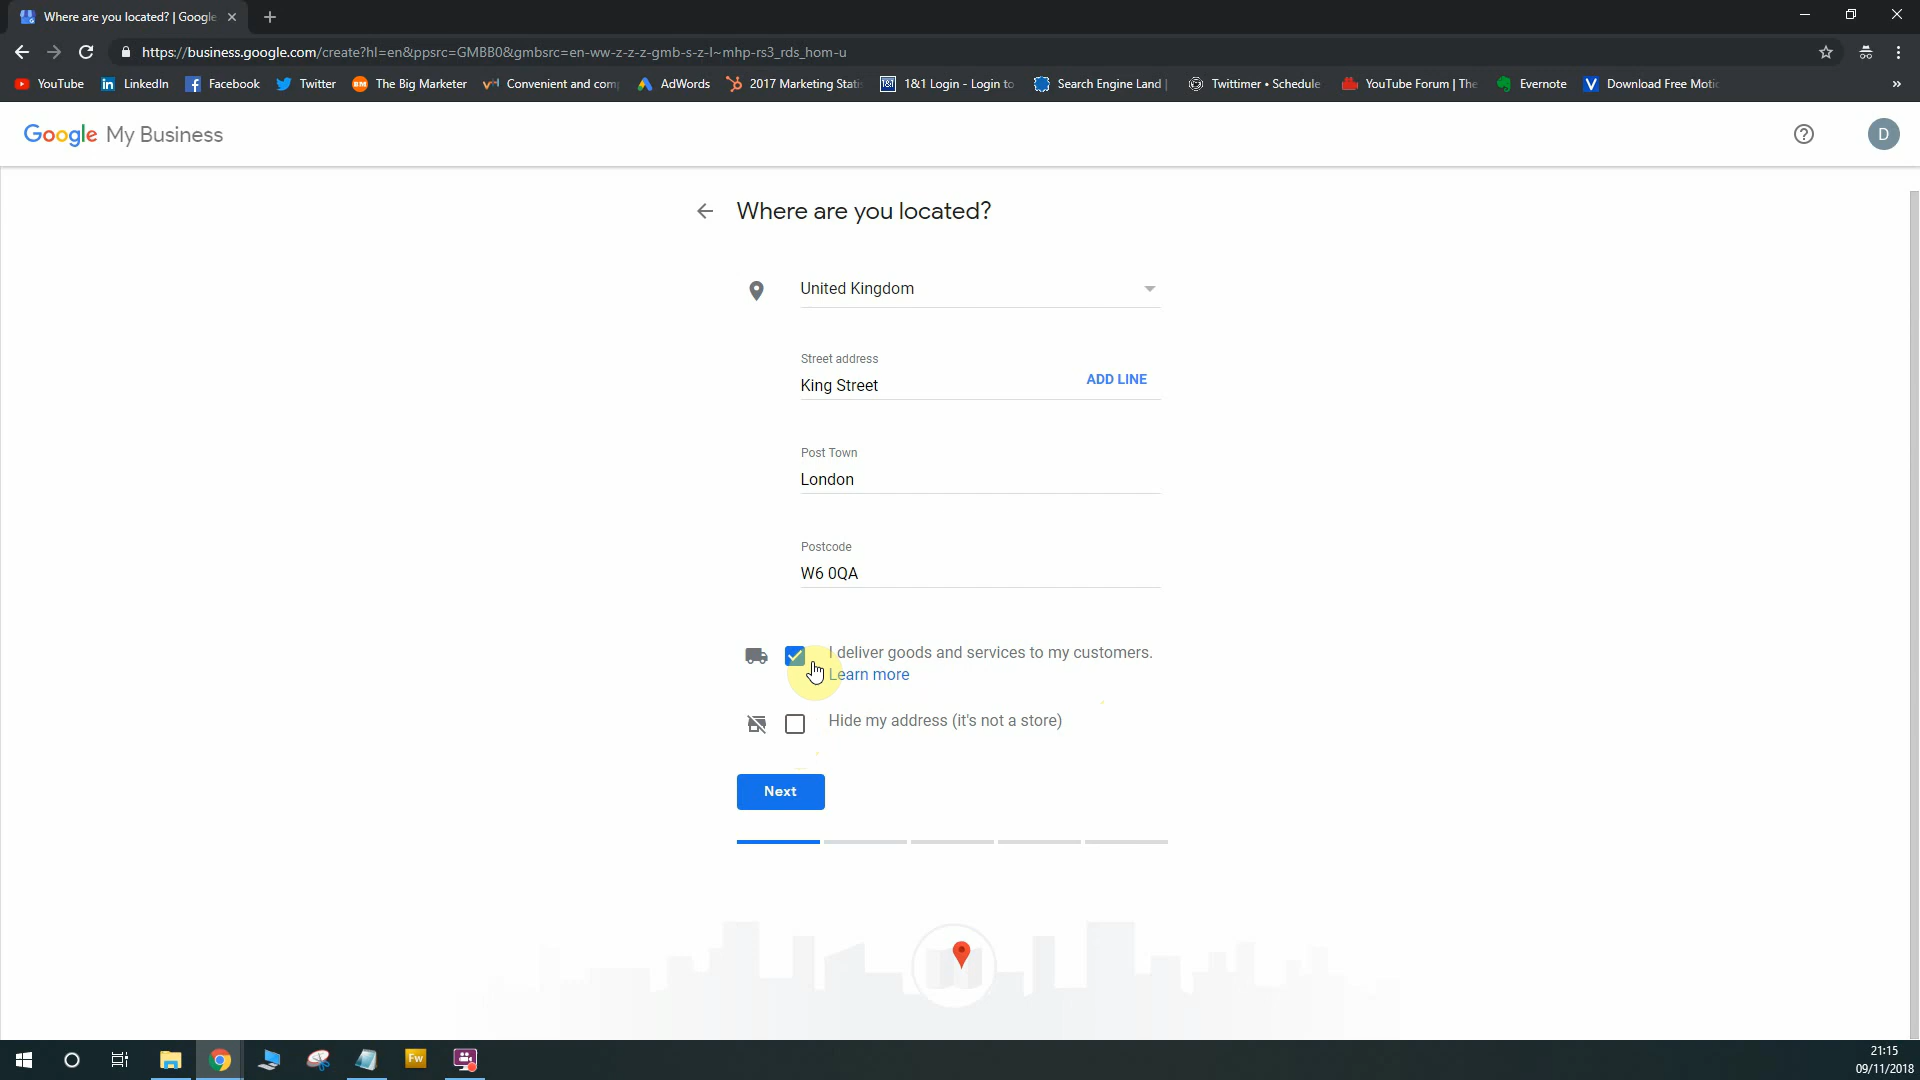 Where are you located? | Google
https://business.google.com/create?hl=en&ppsrc=GMBB0&gmbsrc=en-ww-z-z-z-gmb-s-z-l~mhp-rs3_rds_hom-u
YouTube LinkedIn Facebook Twitter The Big Marketer Convenient and com AdWords 2017 Marketing Stati 1&1 Login - Login to Search Engine Land | Twittimer • Schedule YouTube Forum | The Evernote Download Free Motio »
Google My Business
D
Where are you located?
United Kingdom
Street address
King Street
ADD LINE
Post Town
London
Postcode
W6 0QA
I deliver goods and services to my customers.
Learn more
Hide my address (it's not a store)
Next
Fw
21:15
09/11/2018